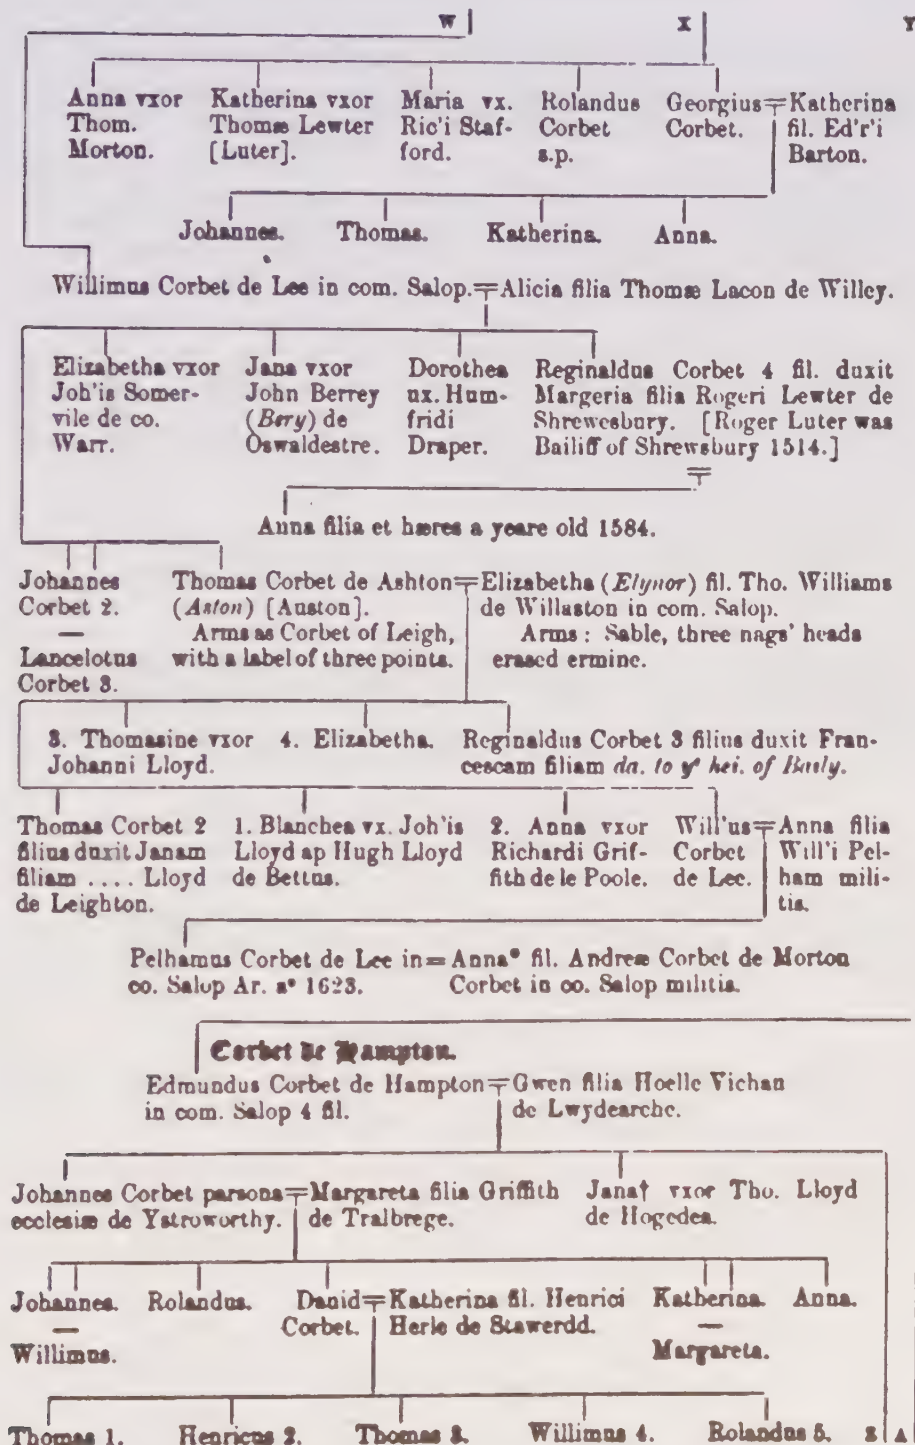 W X Y
Anna vxor Katherina vxor Maria vx. Rolandus Georgius = Katherina
Thom. Thomæ Lewter Ric'i Staf- Corbet Corbet. fil. Ed'r'i
Morton. [Luter]. ford. s.p. Barton.
Johannes. Thomas. Katherina. Anna.
Willimus Corbet de Lee in com. Salop. = Alicia filia Thomæ Lacon de Willey.
Elizabetha vxor Jana vxor Dorothea Reginaldus Corbet 4 fil. duxit
Joh'is Somer- John Berrey ux. Hum- Margeria filia Rogeri Lewter de
vile de co. (Bery) de fridi Shrewesbury. [Roger Luter was
Warr. Oswaldestre. Draper. Bailiff of Shrewsbury 1514.]
Anna filia et hæres a yeare old 1584.
Johannes Thomas Corbet de Ashton = Elizabetha (Elynor) fil. Tho. Williams
Corbet 2. (Aston) [Auston]. de Willaston in com. Salop.
— Arms as Corbet of Leigh, Arms: Sable, three nags' heads
Lancelotus with a label of three points. erased ermine.
Corbet 3.
3. Thomasine vxor 4. Elizabetha. Reginaldus Corbet 3 filius duxit Fran-
Johanni Lloyd. cescam filiam da. to yᵉ hei. of Basly.
Thomas Corbet 2 1. Blanchea vx. Joh'is 2. Anna vxor Will'us = Anna filia
filius duxit Janam Lloyd ap Hugh Lloyd Richardi Grif- Corbet Will'i Pel-
filiam .... Lloyd de Bettus. fith de le Poole. de Lee. ham mili-
de Leighton. tis.
Pelhamus Corbet de Lee in = Anna* fil. Andreæ Corbet de Morton
co. Salop Ar. aº 1623. Corbet in co. Salop militis.
Corbet de Hampton.
Edmundus Corbet de Hampton = Gwen filia Hoelle Vichan
in com. Salop 4 fil. de Lwydearche.
Johannes Corbet parsona = Margareta filia Griffith Jana† vxor Tho. Lloyd
ecclesiæ de Ystroworthy. de Tralbrege. de Hogedea.
Johannes. Rolandus. Dauid = Katherina fil. Henrici Katherina. Anna.
— Corbet. Herle de Stawerdd. —
Willimus. Margareta.
Thomas 1. Henricus 2. Thomas 3. Willimus 4. Rolandus 5. Z A